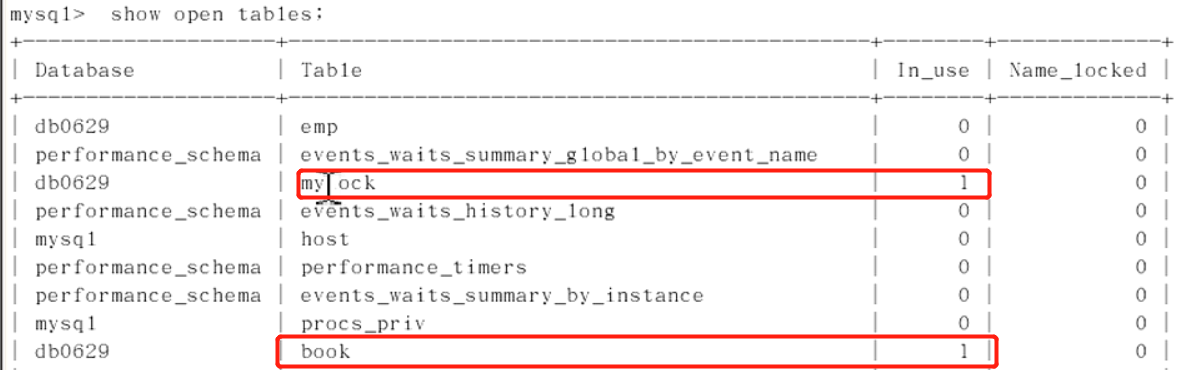 mysql> show open tables;
| Database | Table | In_use | Name_locked |
| db0629 | emp | 0 | 0 |
| performance_schema | events_waits_summary_global_by_event_name | 0 | 0 |
| db0629 | mylock | 1 | 0 |
| performance_schema | events_waits_history_long | 0 | 0 |
| mysql | host | 0 | 0 |
| performance_schema | performance_timers | 0 | 0 |
| performance_schema | events_waits_summary_by_instance | 0 | 0 |
| mysql | procs_priv | 0 | 0 |
| db0629 | book | 1 | 0 |